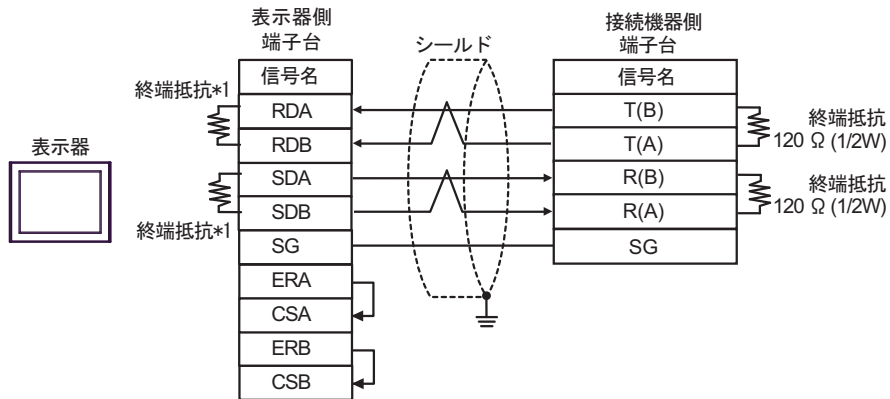 表示器側
端子台
信号名
RDA
RDB
SDA
SDB
SG
ERA
CSA
ERB
CSB
終端抵抗*1
終端抵抗*1
表示器
シールド
接続機器側
端子台
信号名
T(B)
T(A)
R(B)
R(A)
SG
終端抵抗
120 Ω (1/2W)
終端抵抗
120 Ω (1/2W)